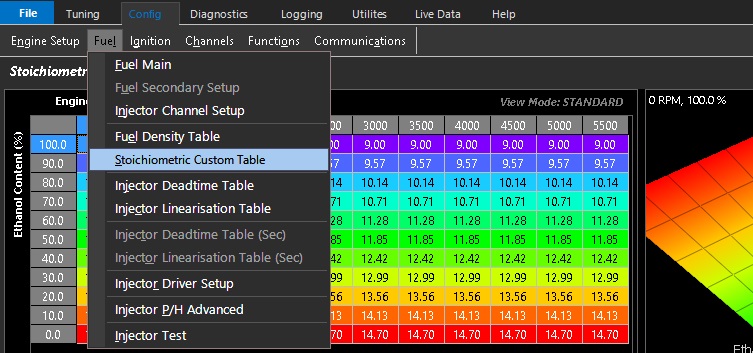 File Tuning Config Diagnostics Logging Utilites Live Data Help
Engine Setup Fuel Ignition Channels Functions Communications
Stoichiometr
Fuel Main
Fuel Secondary Setup
Injector Channel Setup
Fuel Density Table
Stoichiometric Custom Table
Injector Deadtime Table
Injector Linearisation Table
Injector Deadtime Table (Sec)
Injector Linearisation Table (Sec)
Injector Driver Setup
Injector P/H Advanced
Injector Test
Engin View Mode: STANDARD
00 3000 3500 4000 4500 5000 5500
Ethanol Content (%)
100.0 00 9.00 9.00 9.00 9.00 9.00 9.00
90.0 57 9.57 9.57 9.57 9.57 9.57 9.57
80.0 .14 10.14 10.14 10.14 10.14 10.14 10.14
70.0 .71 10.71 10.71 10.71 10.71 10.71 10.71
60.0 .28 11.28 11.28 11.28 11.28 11.28 11.28
50.0 .85 11.85 11.85 11.85 11.85 11.85 11.85
40.0 .42 12.42 12.42 12.42 12.42 12.42 12.42
30.0 .99 12.99 12.99 12.99 12.99 12.99 12.99
20.0 .56 13.56 13.56 13.56 13.56 13.56 13.56
10.0 .13 14.13 14.13 14.13 14.13 14.13 14.13
0.0 .70 14.70 14.70 14.70 14.70 14.70 14.70
0 RPM, 100.0 %
Eth